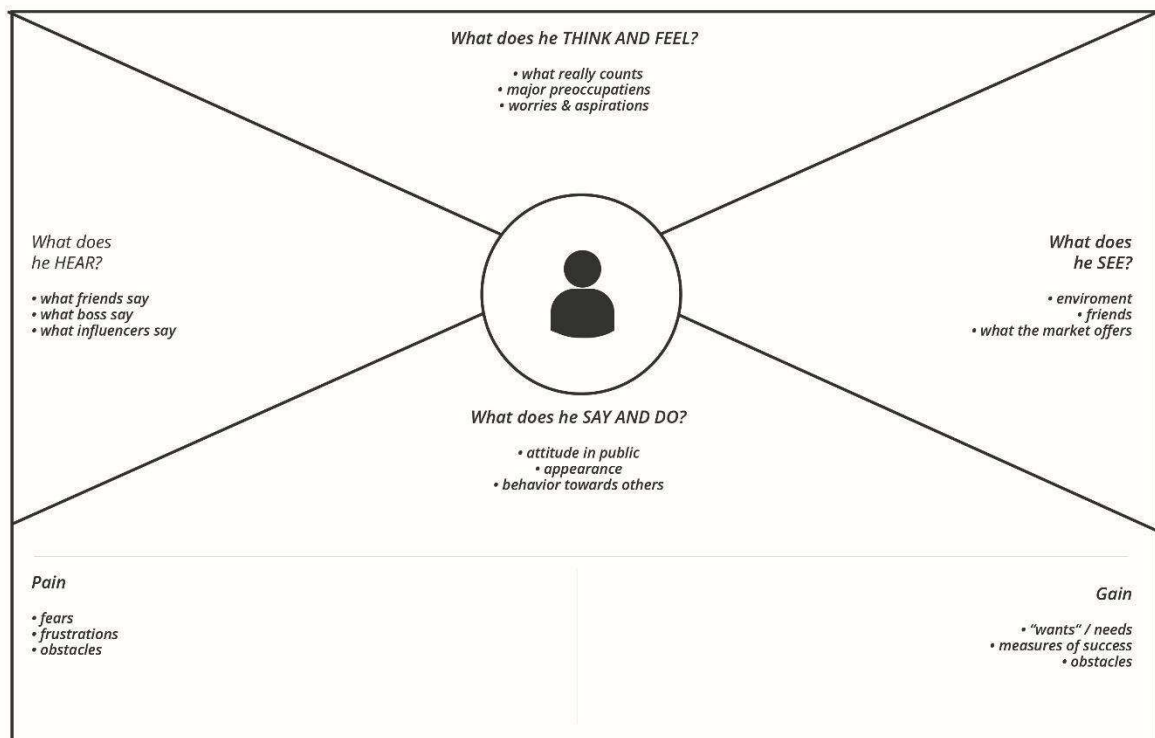 What does he THINK AND FEEL?
• what really counts
• major preoccupatiens
• worries & aspirations
What does
he HEAR?
• what friends say
• what boss say
• what influencers say
What does
he SEE?
• enviroment
• friends
• what the market offers
What does he SAY AND DO?
• attitude in public
• appearance
• behavior towards others
Pain
• fears
• frustrations
• obstacles
Gain
• “wants” / needs
• measures of success
• obstacles